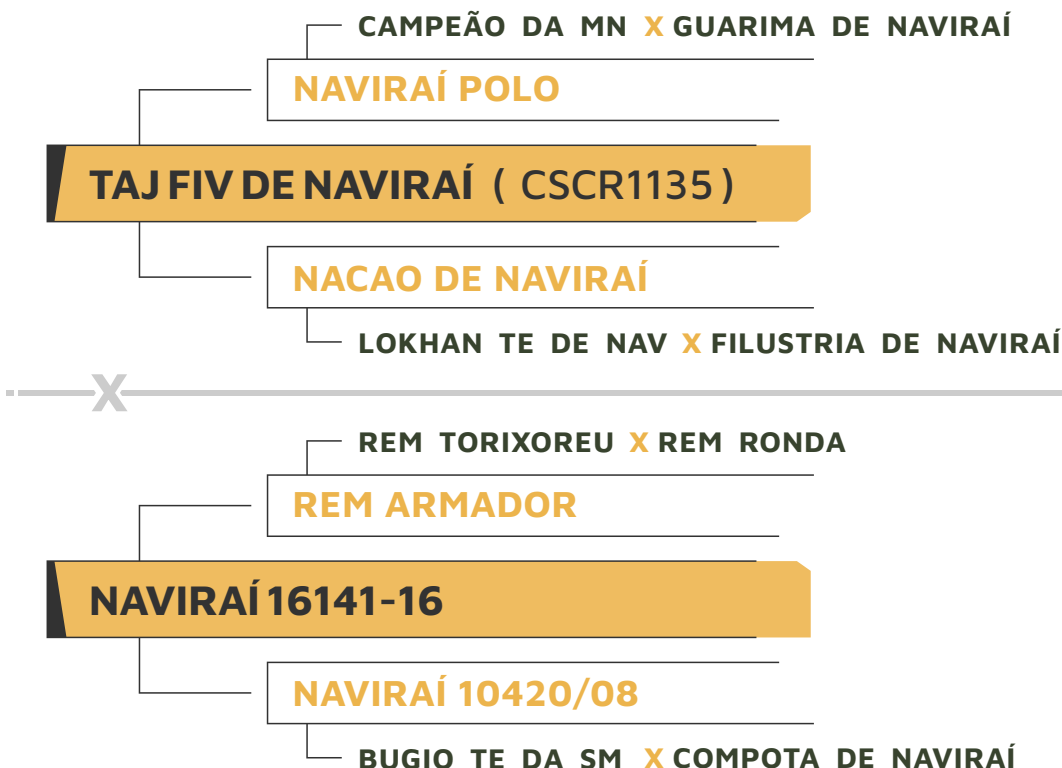 CAMPEÃO DA MN X GUARIMA DE NAVIRAÍ
NAVIRAÍ POLO
TAJ FIV DE NAVIRAÍ ( CSCR1135 )
NACAO DE NAVIRAÍ
LOKHAN TE DE NAV X FILUSTRIA DE NAVIRAÍ
X
REM TORIXOREU X REM RONDA
REM ARMADOR
NAVIRAÍ 16141-16
NAVIRAÍ 10420/08
BUGIO TE DA SM X COMPOTA DE NAVIRAÍ